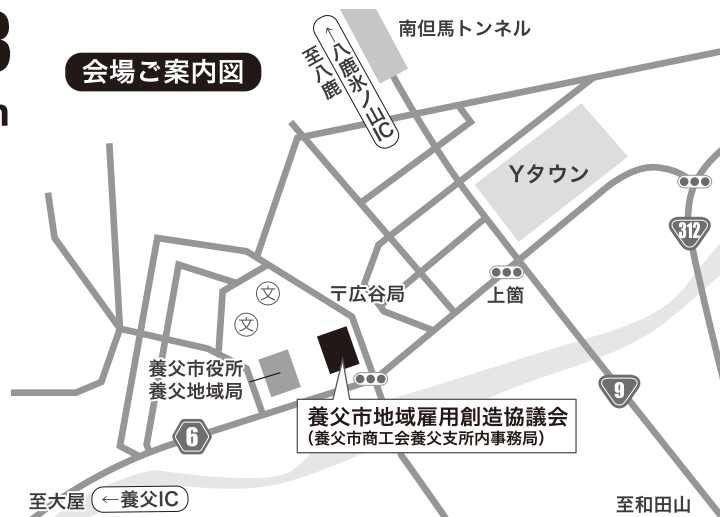 会場ご案内図
南但馬トンネル
↑八鹿氷ノ山IC
至八鹿
Yタウン
312
〒広谷局
上箇
文
文
養父市役所
養父地域局
9
養父市地域雇用創造協議会
(養父市商工会養父支所内事務局)
6
至大屋
←養父IC
至和田山